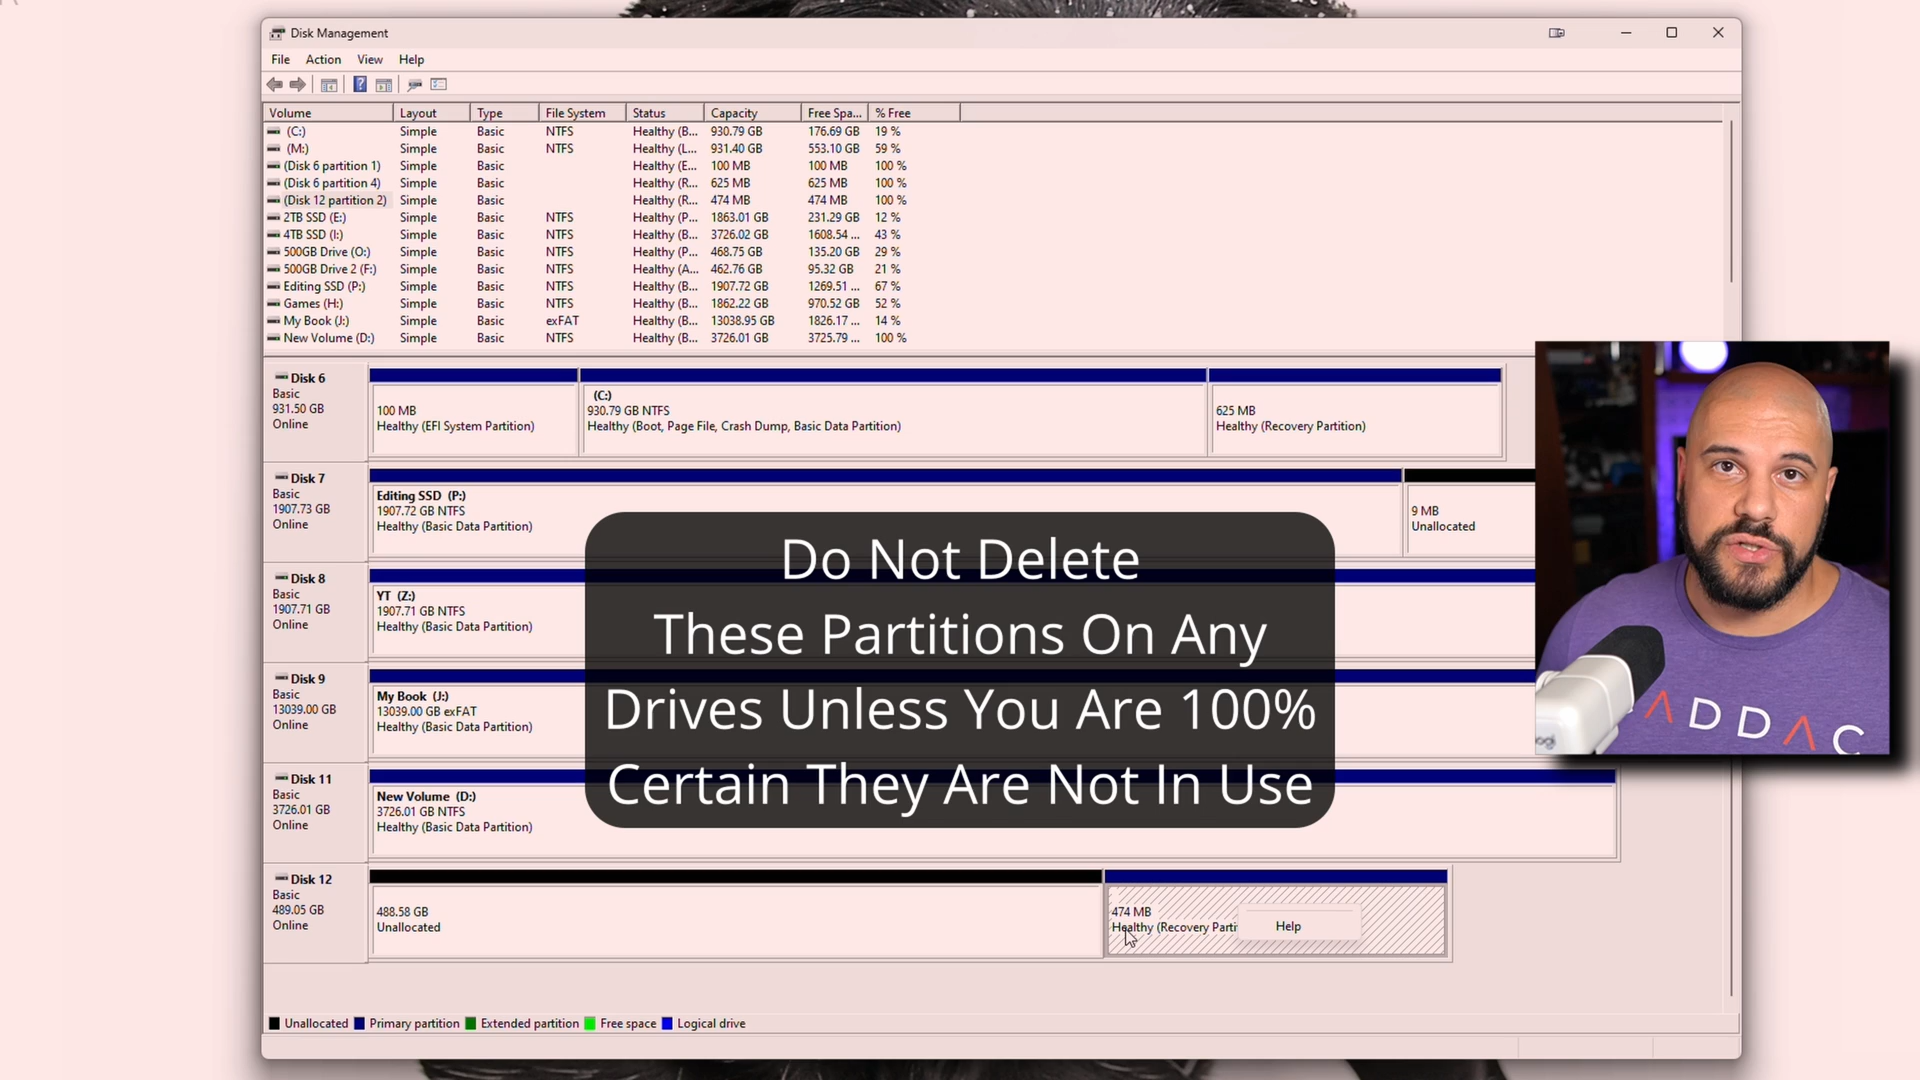 Disk Management
File Action View Help
Volume Layout Type File System Status Capacity Free Spa... % Free
(C:) Simple Basic NTFS Healthy (B... 930.79 GB 176.69 GB 19 %
(M:) Simple Basic NTFS Healthy (L... 931.40 GB 553.10 GB 59 %
(Disk 6 partition 1) Simple Basic Healthy (E... 100 MB 100 MB 100 %
(Disk 6 partition 4) Simple Basic Healthy (R... 625 MB 625 MB 100 %
(Disk 12 partition 2) Simple Basic Healthy (R... 474 MB 474 MB 100 %
2TB SSD (E:) Simple Basic NTFS Healthy (P... 1863.01 GB 231.29 GB 12 %
4TB SSD (I:) Simple Basic NTFS Healthy (B... 3726.02 GB 1608.54 ... 43 %
500GB Drive (O:) Simple Basic NTFS Healthy (P... 468.75 GB 135.20 GB 29 %
500GB Drive 2 (F:) Simple Basic NTFS Healthy (A... 462.76 GB 95.32 GB 21 %
Editing SSD (P:) Simple Basic NTFS Healthy (B... 1907.72 GB 1269.51 ... 67 %
Games (H:) Simple Basic NTFS Healthy (B... 1862.22 GB 970.52 GB 52 %
My Book (J:) Simple Basic exFAT Healthy (B... 13038.95 GB 1826.17 ... 14 %
New Volume (D:) Simple Basic NTFS Healthy (B... 3726.01 GB 3725.79 ... 100 %
Disk 6
Basic
931.50 GB
Online
100 MB
Healthy (EFI System Partition)
(C:)
930.79 GB NTFS
Healthy (Boot, Page File, Crash Dump, Basic Data Partition)
625 MB
Healthy (Recovery Partition)
Disk 7
Basic
1907.73 GB
Online
Editing SSD (P:)
1907.72 GB NTFS
Healthy (Basic Data Partition)
9 MB
Unallocated
Disk 8
Basic
1907.71 GB
Online
YT (Z:)
1907.71 GB NTFS
Healthy (Basic Data Partition)
Disk 9
Basic
13039.00 GB
Online
My Book (J:)
13039.00 GB exFAT
Healthy (Basic Data Partition)
Disk 11
Basic
3726.01 GB
Online
New Volume (D:)
3726.01 GB NTFS
Healthy (Basic Data Partition)
Disk 12
Basic
489.05 GB
Online
488.58 GB
Unallocated
474 MB
Healthy (Recovery Parti
Help
Unallocated Primary partition Extended partition Free space Logical drive
Do Not Delete
These Partitions On Any
Drives Unless You Are 100%
Certain They Are Not In Use